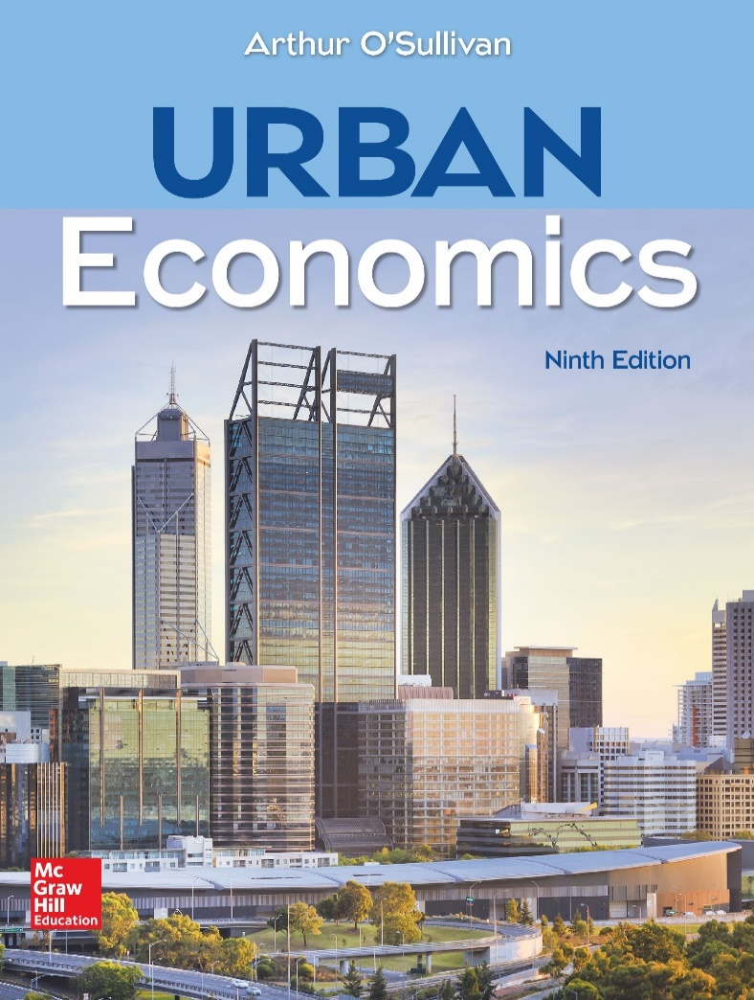 Arthur O'Sullivan
URBAN
Economics
Ninth Edition
Mc
Graw
Hill
Education